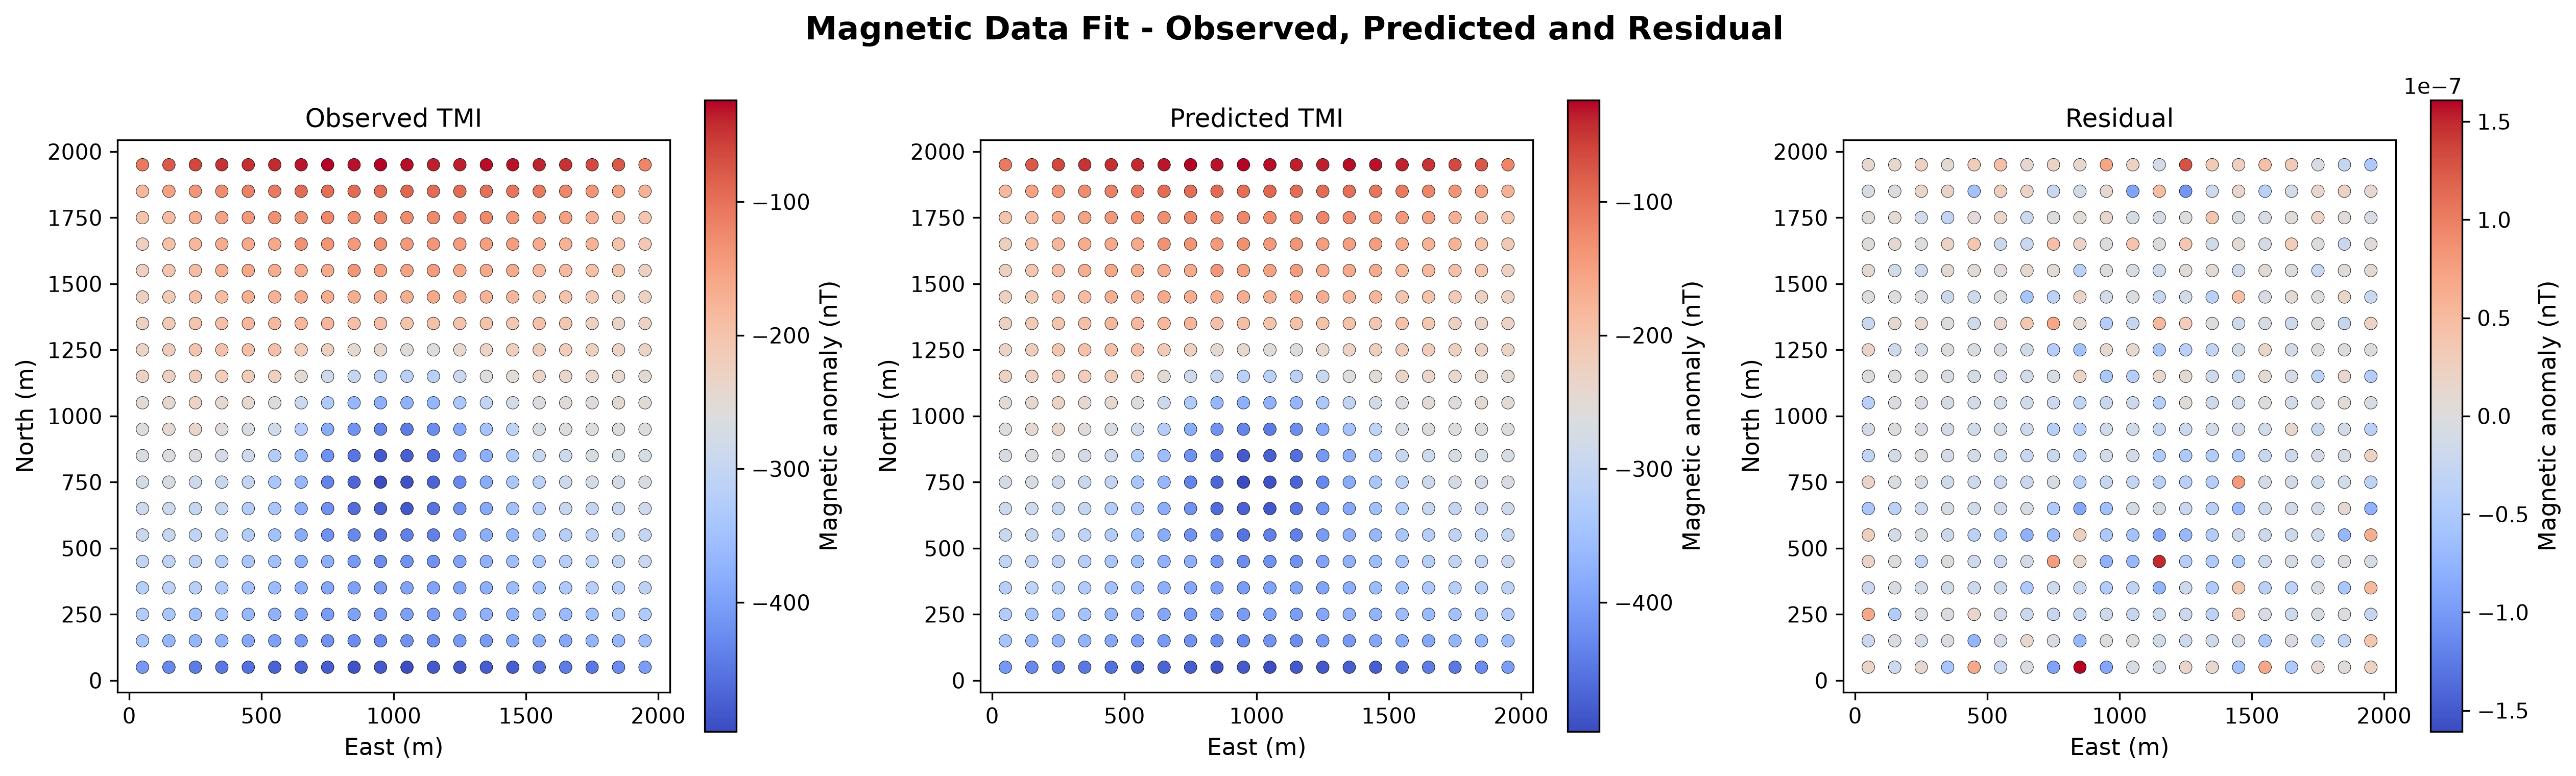 Magnetic Data Fit - Observed, Predicted and Residual
Observed TMI
2000
1750
1500
1250
1000
750
500
250
0
North (m)
0 500 1000 1500 2000
East (m)
−100
−200
−300
−400
Magnetic anomaly (nT)
Predicted TMI
2000
1750
1500
1250
1000
750
500
250
0
North (m)
0 500 1000 1500 2000
East (m)
−100
−200
−300
−400
Magnetic anomaly (nT)
Residual
2000
1750
1500
1250
1000
750
500
250
0
North (m)
0 500 1000 1500 2000
East (m)
1e−7
1.5
1.0
0.5
0.0
−0.5
−1.0
−1.5
Magnetic anomaly (nT)